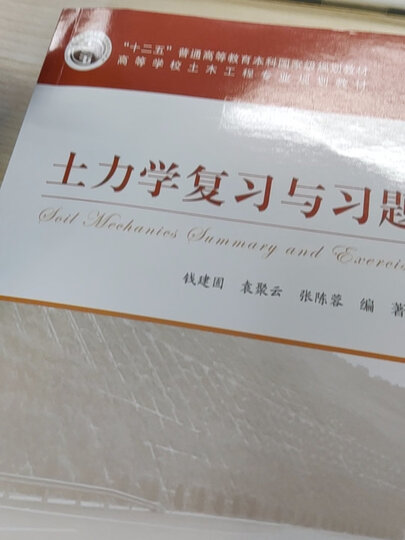 "十二五"普通高等教育本科国家级规划教材
高等学校土木工程专业规划教材
土力学复习与习题
Soil Mechanics Summary and Exercis
钱建固 袁聚云 张陈蓉 编著